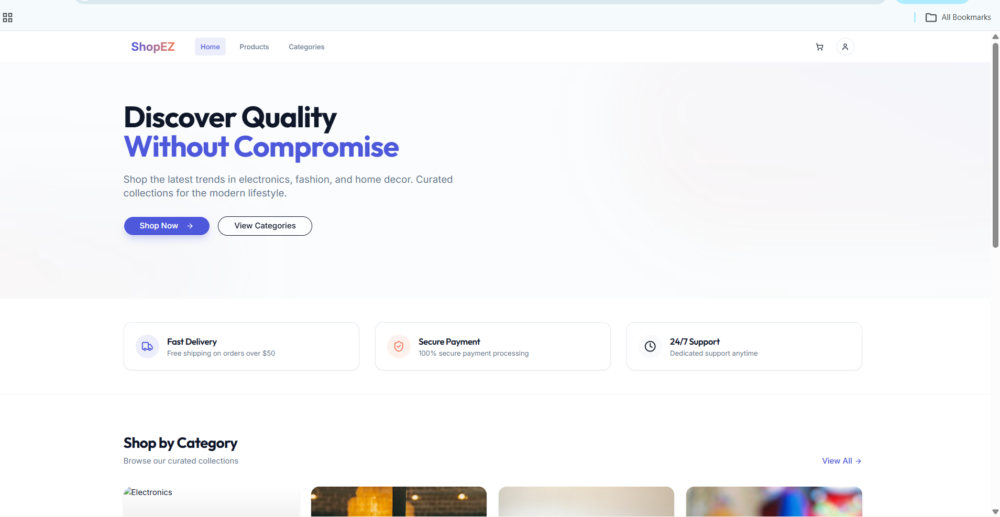 All Bookmarks
ShopEZ
Home
Products
Categories
Discover Quality
Without Compromise
Shop the latest trends in electronics, fashion, and home decor. Curated
collections for the modern lifestyle.
Shop Now →
View Categories
Fast Delivery
Free shipping on orders over $50
Secure Payment
100% secure payment processing
24/7 Support
Dedicated support anytime
Shop by Category
Browse our curated collections
View All →
Electronics